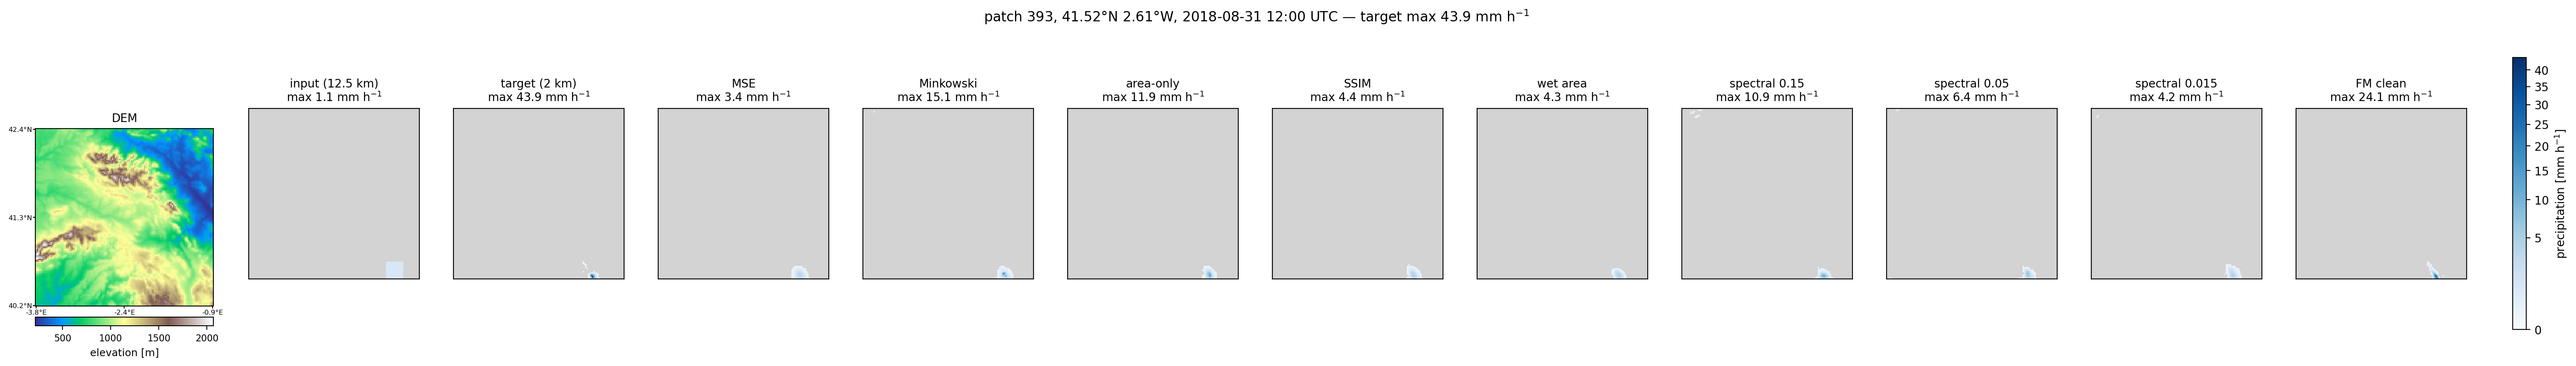 patch 393, 41.52°N 2.61°W, 2018-08-31 12:00 UTC — target max 43.9 mm h⁻¹
DEM
42.4°N
41.3°N
40.2°N
-3.8°E -2.4°E -0.9°E
500 1000 1500 2000
elevation [m]
input (12.5 km)
max 1.1 mm h⁻¹
target (2 km)
max 43.9 mm h⁻¹
MSE
max 3.4 mm h⁻¹
Minkowski
max 15.1 mm h⁻¹
area-only
max 11.9 mm h⁻¹
SSIM
max 4.4 mm h⁻¹
wet area
max 4.3 mm h⁻¹
spectral 0.15
max 10.9 mm h⁻¹
spectral 0.05
max 6.4 mm h⁻¹
spectral 0.015
max 4.2 mm h⁻¹
FM clean
max 24.1 mm h⁻¹
40
35
30
25
20
15
10
5
0
precipitation [mm h⁻¹]